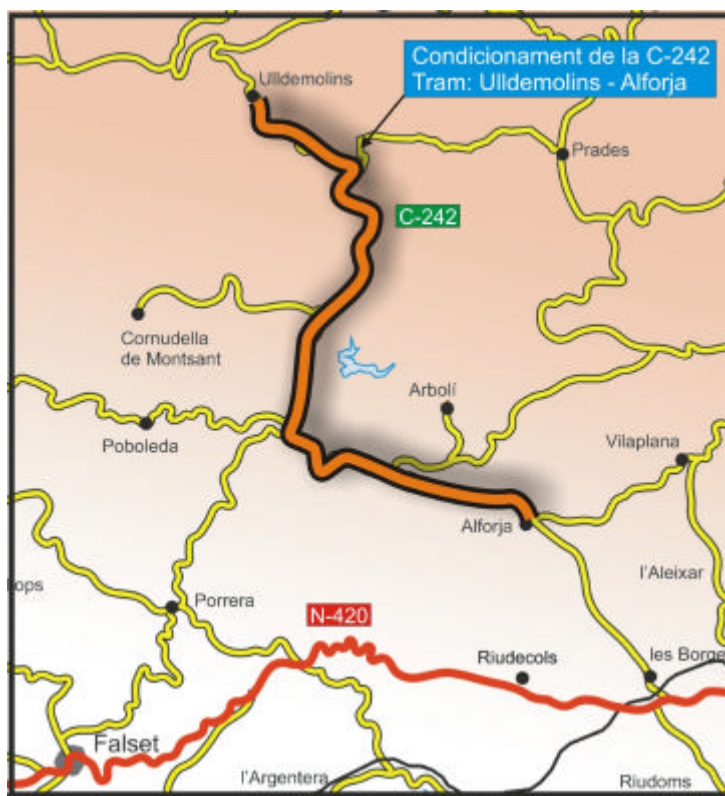 Condicionament de la C-242
Tram: Ulldemolins - Alforja
Ulldemolins
Prades
C-242
Cornudella
de Montsant
Arbolí
Poboleda
Vilaplana
Alforja
l'Aleixar
Porrera
N-420
Riudecols
les Borge
Falset
l'Argentera
Riudoms